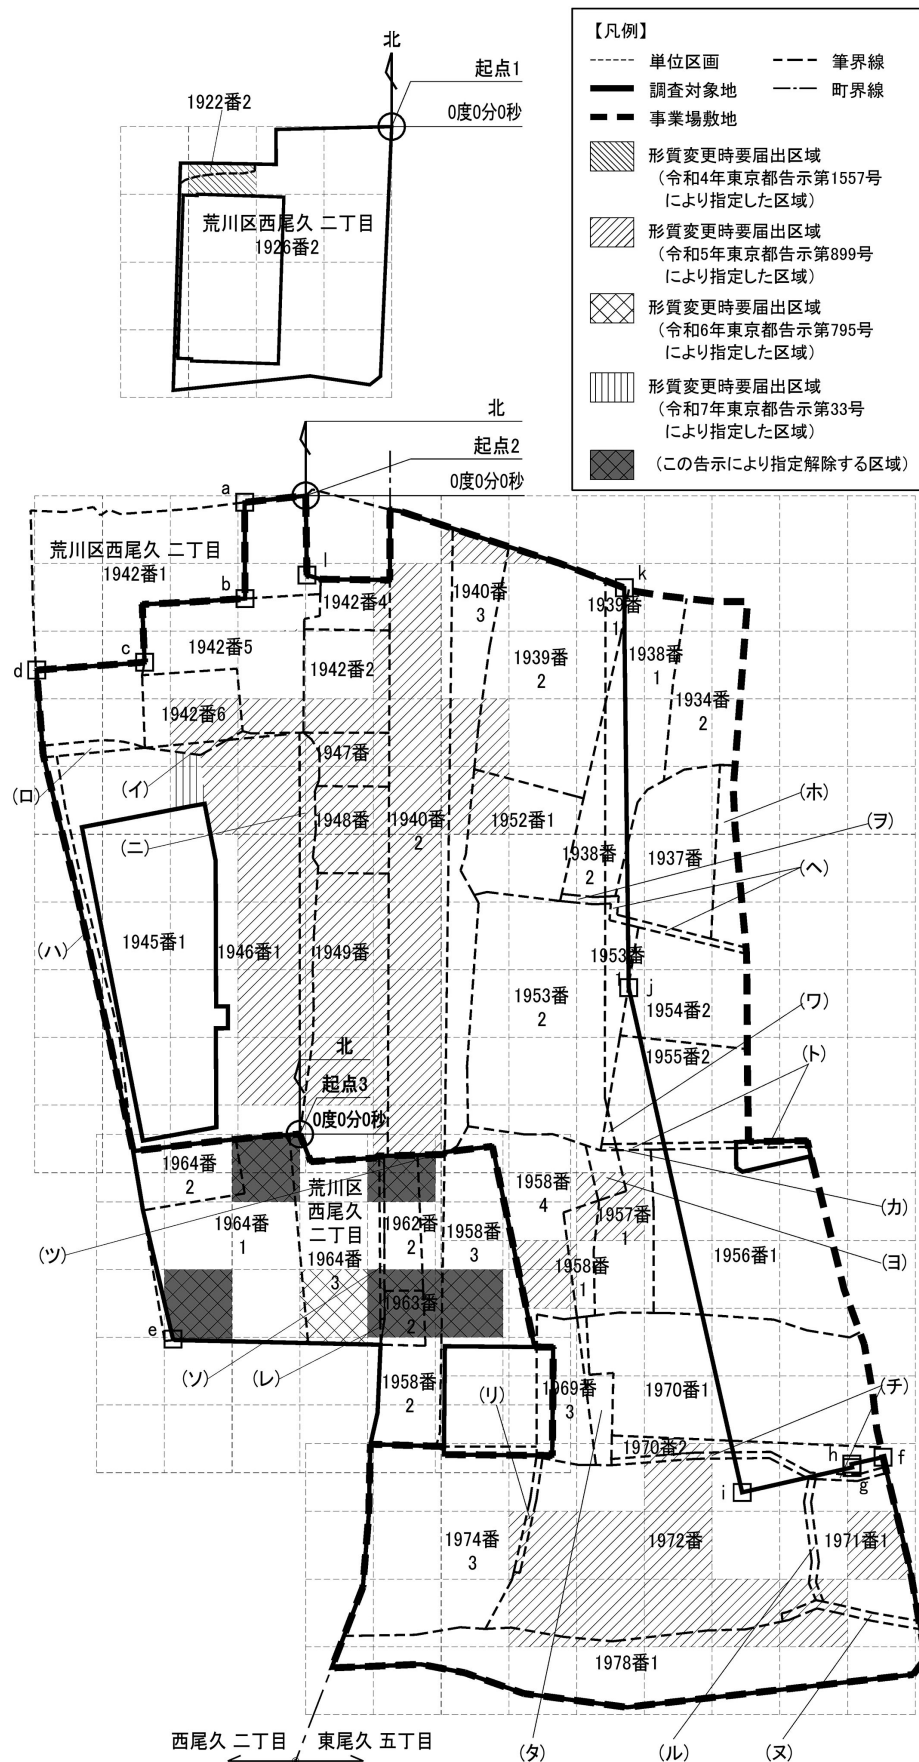 北
起点1
0度0分0秒
1922番2
荒川区西尾久 二丁目
1926番2
【凡例】
単位区画
筆界線
調査対象地
町界線
事業場敷地
形質変更時要届出区域
(令和4年東京都告示第1557号
により指定した区域)
形質変更時要届出区域
(令和5年東京都告示第899号
により指定した区域)
形質変更時要届出区域
(令和6年東京都告示第795号
により指定した区域)
形質変更時要届出区域
(令和7年東京都告示第33号
により指定した区域)
(この告示により指定解除する区域)
北
起点2
0度0分0秒
a
荒川区西尾久 二丁目
1942番1
l
b
1942番4
1940番
3
k
1939番
1
1942番5
c
d
1942番2
1939番
2
1938番
1
1934番
2
1942番6
(ロ)
(イ)
1947番
(ホ)
(ニ)
1948番
1940番
2
1952番1
1938番
2
1937番
(ヲ)
(ヘ)
(ハ)
1945番1
1946番1
1949番
1953番
2
1953番
1
j
1954番2
(ワ)
1955番2
(ト)
北
起点3
0度0分0秒
i
1964番
2
荒川区
西尾久
二丁目
1964番
1
1964番
3
1962番
2
1958番
3
1958番
4
1957番
1
(カ)
(ヨ)
1956番1
(ツ)
1958番
1
1963番
2
e
(ソ)
(レ)
1958番
2
(リ)
1969番
3
1970番1
(チ)
1970番2
h
f
g
i
1974番
3
1972番
1971番1
1978番1
西尾久 二丁目
東尾久 五丁目
(タ)
(ル)
(ヌ)